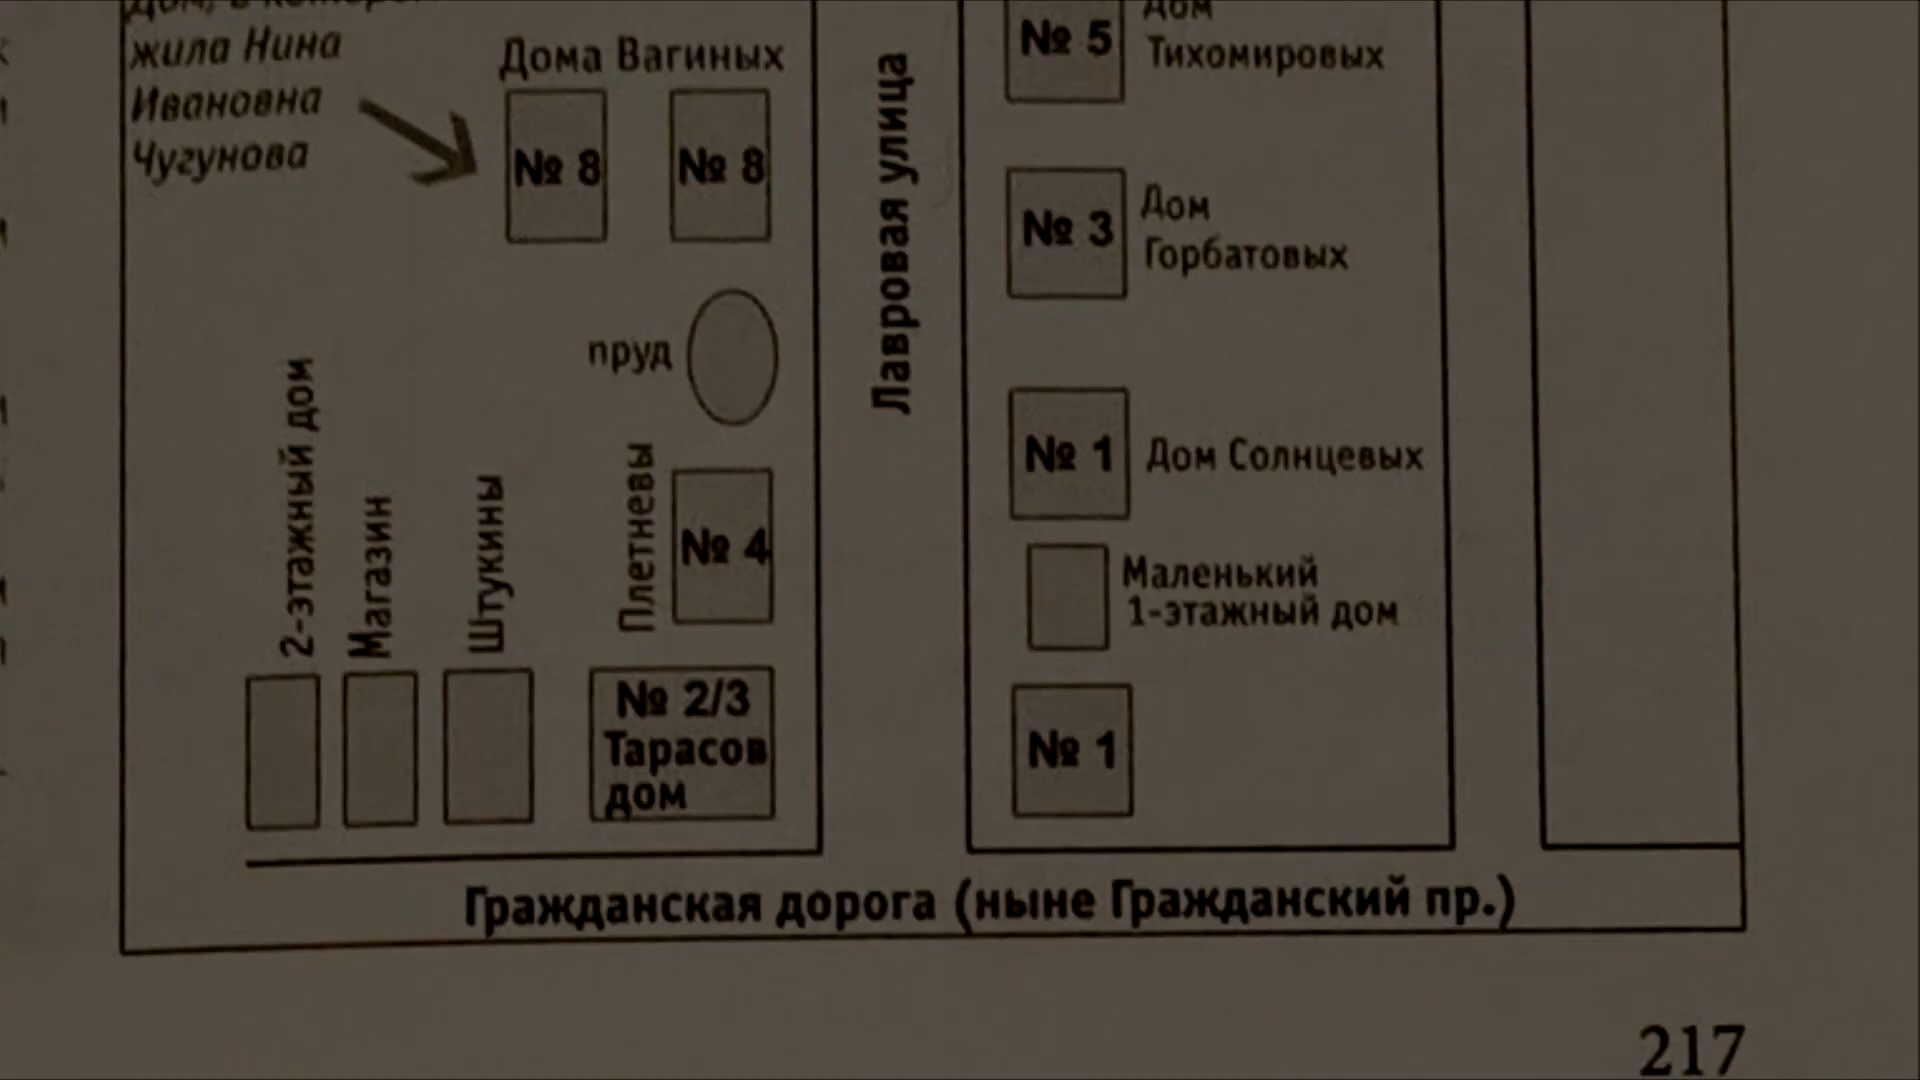 жила Нина
Ивановна
Чугунова
Дома Вагиных
№ 8
№ 8
пруд
2-этажный дом
Магазин
Штукины
Плетневы
№ 4
№ 2/3
Тарасов
дом
Лавровая улица
№ 5
Дом
Тихомировых
№ 3
Дом
Горбатовых
№ 1
Дом Солнцевых
Маленький
1-этажный дом
№ 1
Гражданская дорога (ныне Гражданский пр.)
217